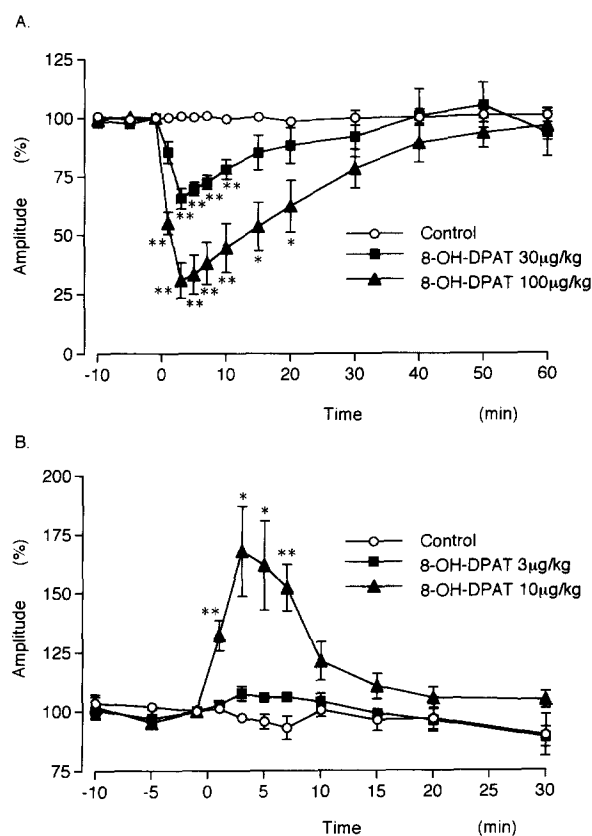 A.
125
100
75
50
25
0
Amplitude (%)
** ** ** ** **
** ** ** ** ** * *
Control
8-OH-DPAT 30µg/kg
8-OH-DPAT 100µg/kg
-10 0 10 20 30 40 50 60
Time (min)
B.
200
175
150
125
100
75
Amplitude (%)
** * * **
Control
8-OH-DPAT 3µg/kg
8-OH-DPAT 10µg/kg
-10 -5 0 5 10 15 20 25 30
Time (min)